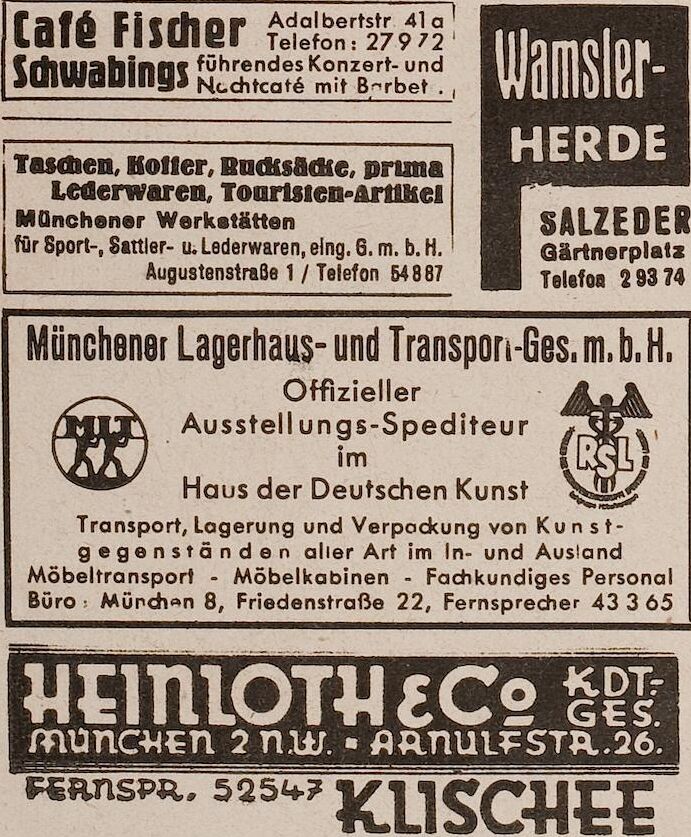 Café Fischer
Schwabings
Adalbertstr. 41a
Telefon: 27972
führendes Konzert- und
Nachtcafé mit Barbet .
Wamsler-
HERDE
SALZEDER
Gärtnerplatz
Telefon 29374
Taschen, Koffer, Rucksäcke, prima
Lederwaren, Touristen-Artikel
Münchener Werkstätten
für Sport-, Sattler- u. Lederwaren, eing. G. m. b. H.
Augustenstraße 1 / Telefon 54887
Münchener Lagerhaus- und Transport-Ges. m. b. H.
Offizieller
Ausstellungs-Spediteur
im
Haus der Deutschen Kunst
MLT
RSL
Transport, Lagerung und Verpackung von Kunst-
gegenständen aller Art im In- und Ausland
Möbeltransport - Möbelkabinen - Fachkundiges Personal
Büro: München 8, Friedenstraße 22, Fernsprecher 43365
HEINLOTH & Co KDT.-
GES.
MÜNCHEN 2 N.W. - ARNULFSTR. 26.
FERNSPR. 52547 KLISCHEE